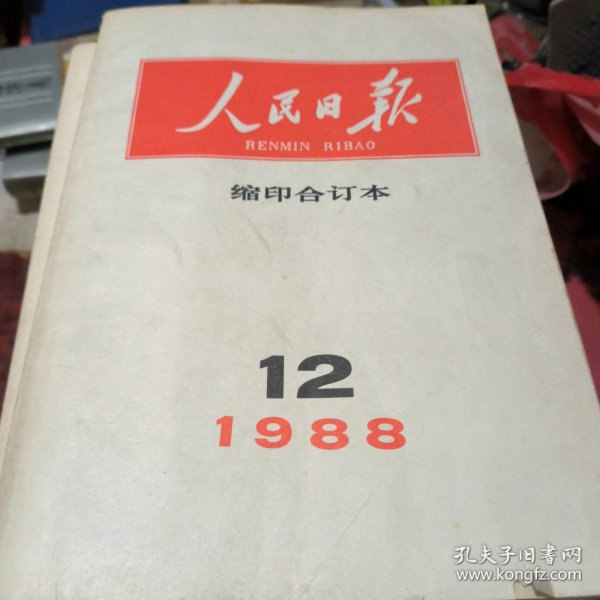 人民日报
RENMIN RIBAO
缩印合订本
12
1988
孔夫子旧书网
www.kongfz.com